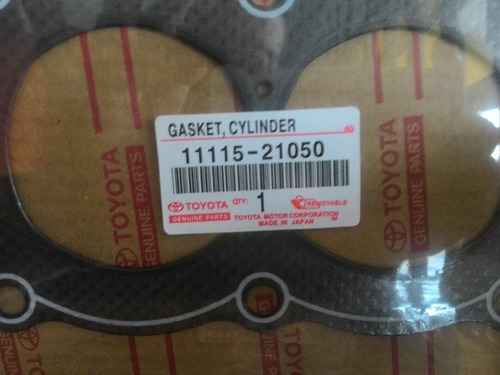 GASKET, CYLINDER
11115-21050
TOYOTA QTY: 1 REMOVABLE
GENUINE PARTS TOYOTA MOTOR CORPORATION
MADE IN JAPAN
TOYOTA
GENUINE PARTS
TOYOTA
GENUINE PARTS